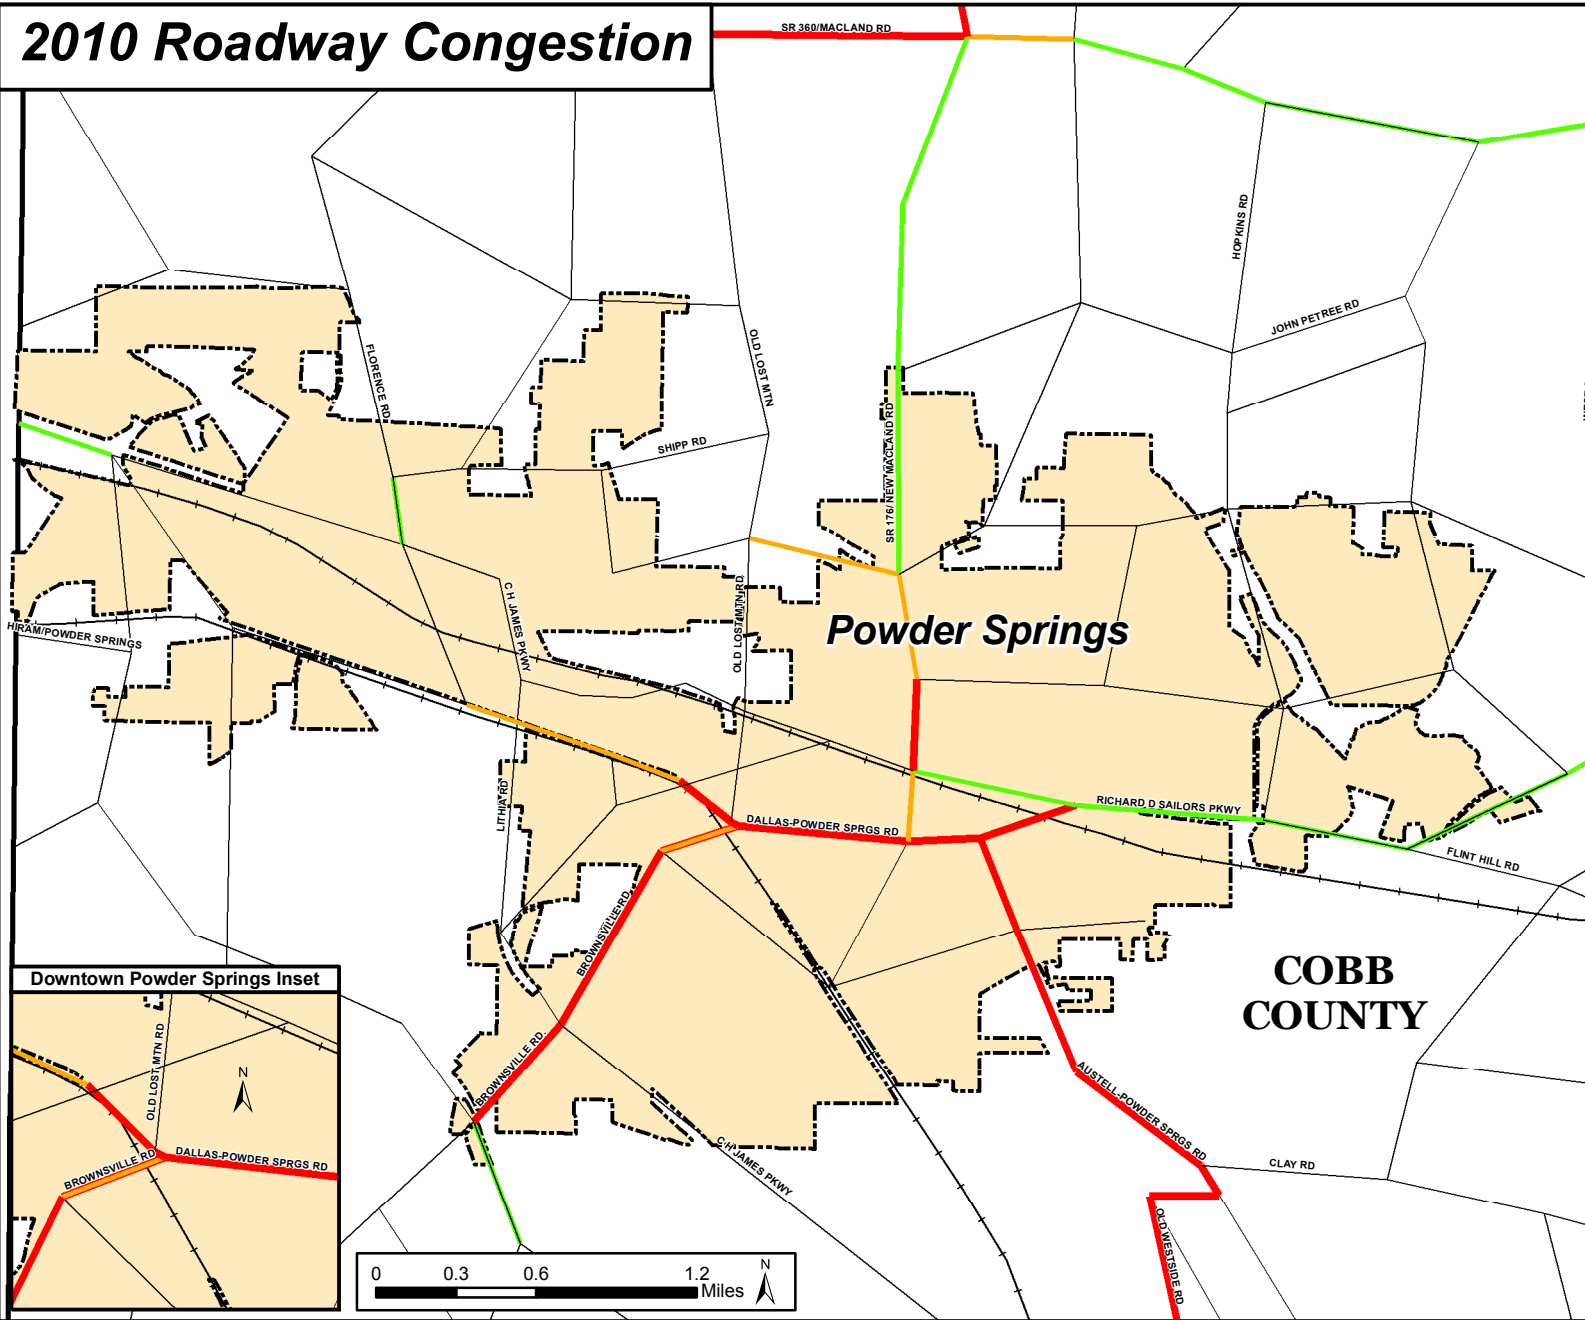 2010 Roadway Congestion
SR 360/MACLAND RD
HOPKINS RD
JOHN PETREE RD
OLD LOST MTN
FLORENCE RD
SHIPP RD
SR 176/ NEW MACLAND RD
C H JAMES PKWY
OLD LOST MTN RD
HIRAM/POWDER SPRINGS
Powder Springs
LITHIA RD
DALLAS-POWDER SPRGS RD
RICHARD D SAILORS PKWY
FLINT HILL RD
BROWNSVILLE RD
BROWNSVILLE RD
COBB
COUNTY
AUSTELL-POWDER SPRGS RD
CLAY RD
OLD WESTSIDE RD
C H JAMES PKWY
Downtown Powder Springs Inset
OLD LOST MTN RD
N
BROWNSVILLE RD
DALLAS-POWDER SPRGS RD
0 0.3 0.6 1.2
Miles
N